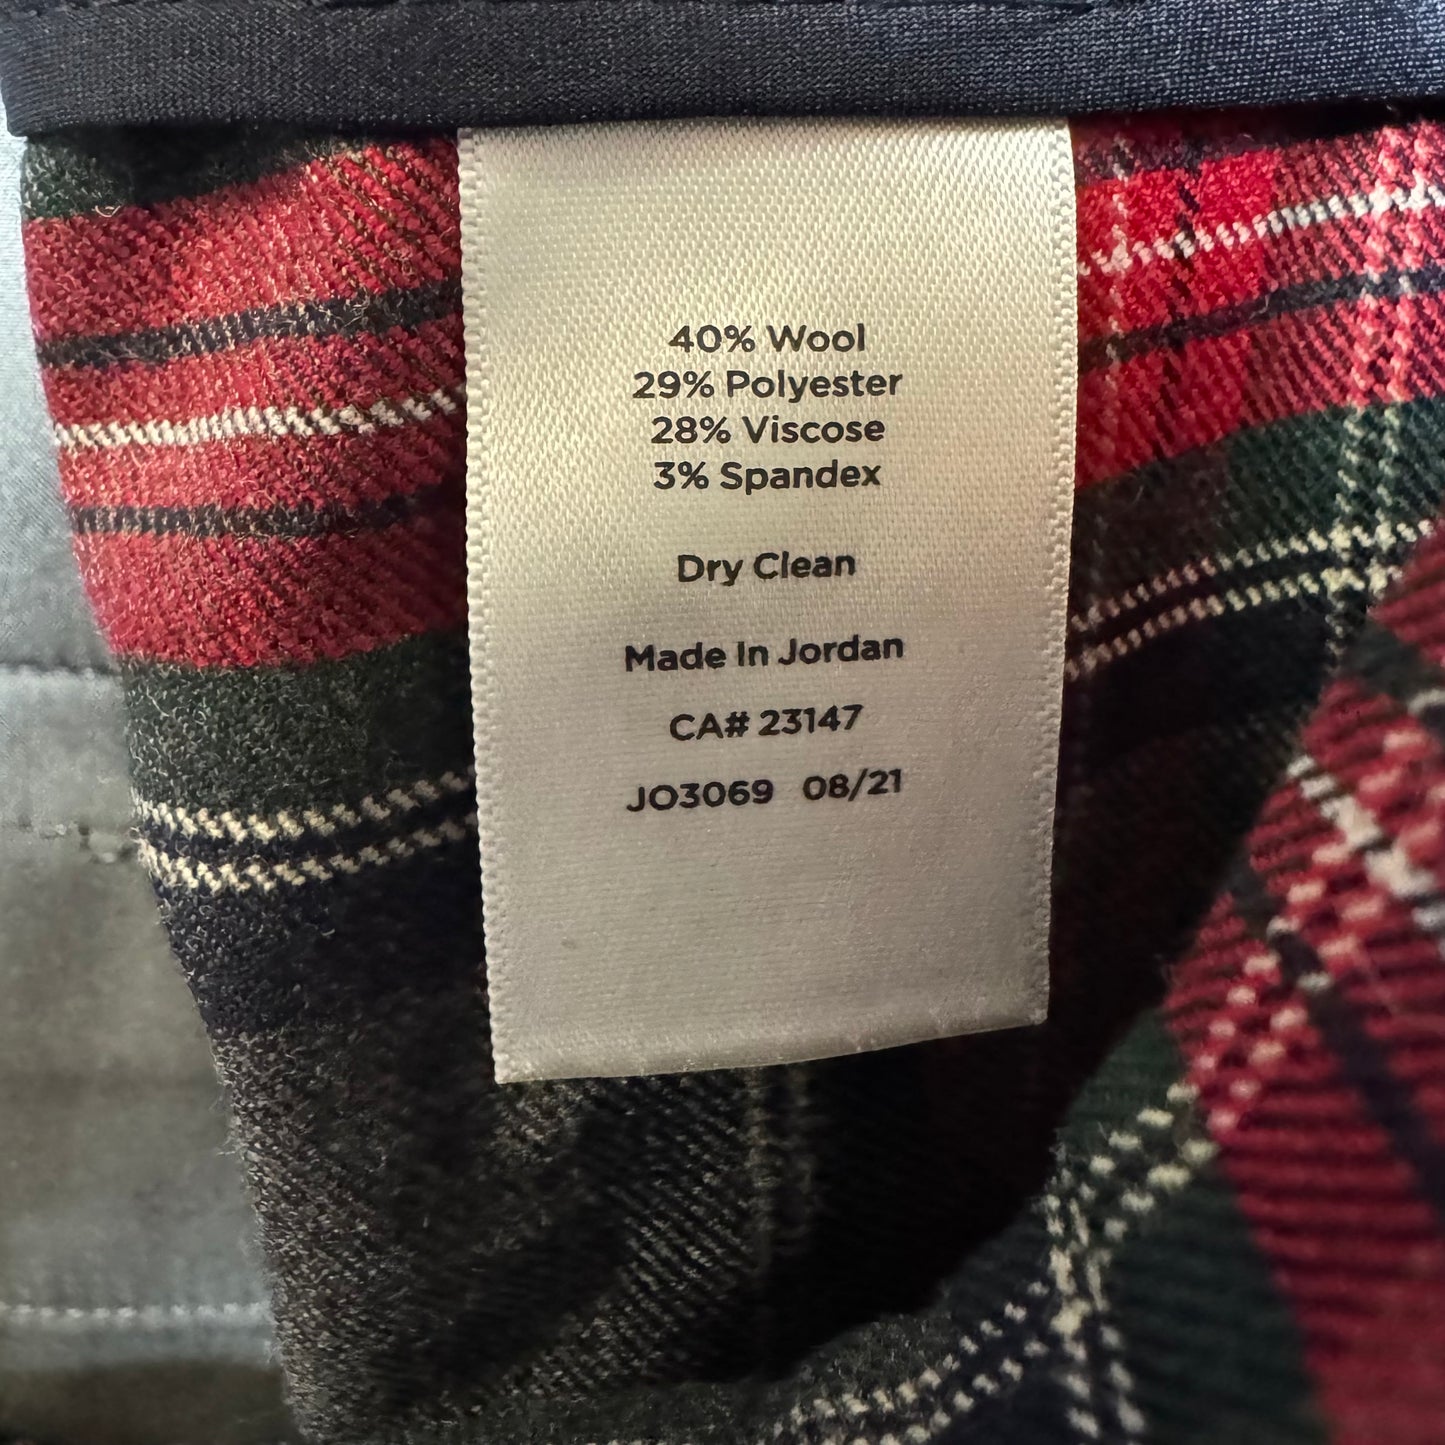 40% Wool
29% Polyester
28% Viscose
3% Spandex
Dry Clean
Made In Jordan
CA# 23147
JO3069 08/21